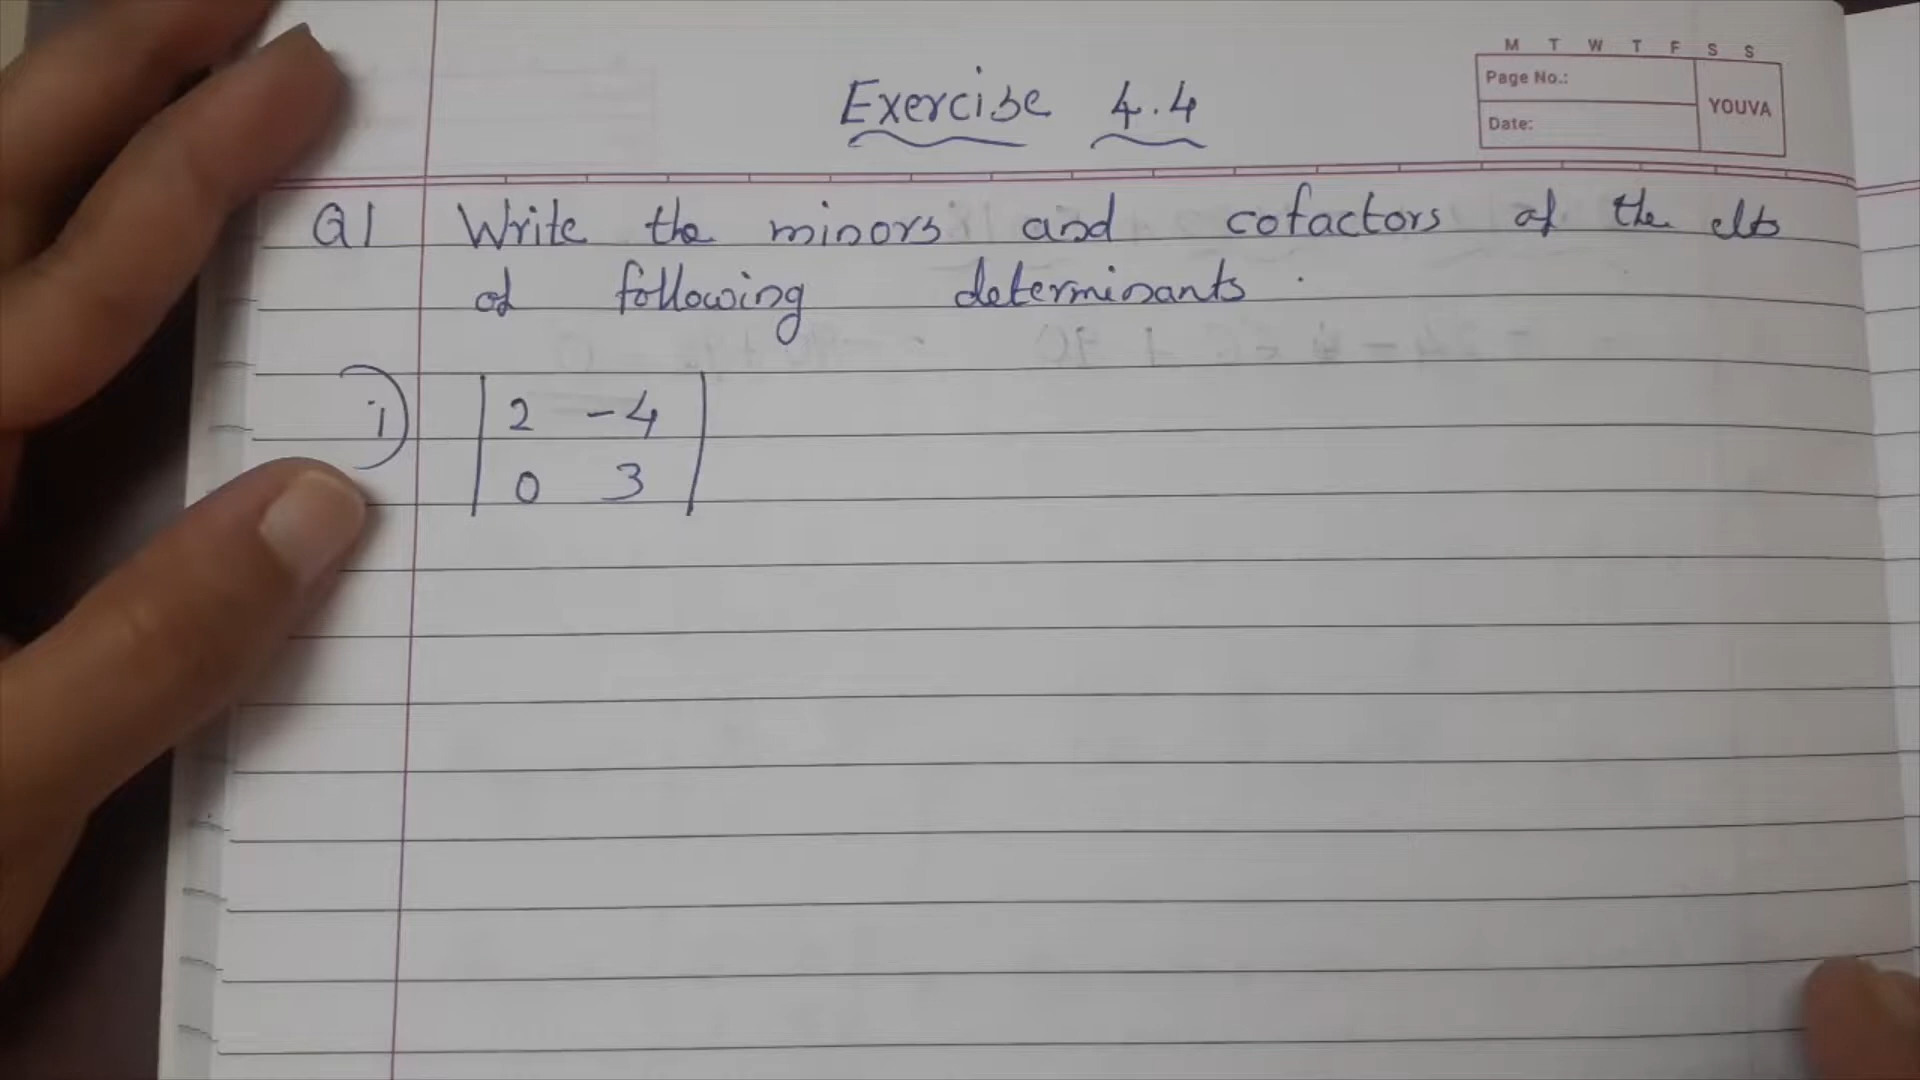 M T W T F S S
Page No.:
YOUVA
Date:
Exercise 4.4
Q1 Write the minors and cofactors of the elts
of following determinants.
i) | 2 -4 |
| 0 3 |